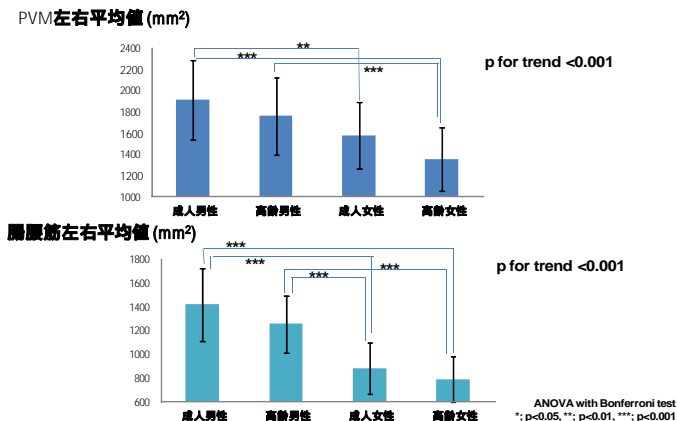 PVM左右平均値 (mm²)
2400
2200
2000
1800
1600
1400
1200
1000
**
***
***
p for trend <0.001
成人男性 高齢男性 成人女性 高齢女性
腸腰筋左右平均値 (mm²)
1800
1600
1400
1200
1000
800
600
***
***
***
***
p for trend <0.001
成人男性 高齢男性 成人女性 高齢女性
ANOVA with Bonferroni test
*; p<0.05, **; p<0.01, ***; p<0.001